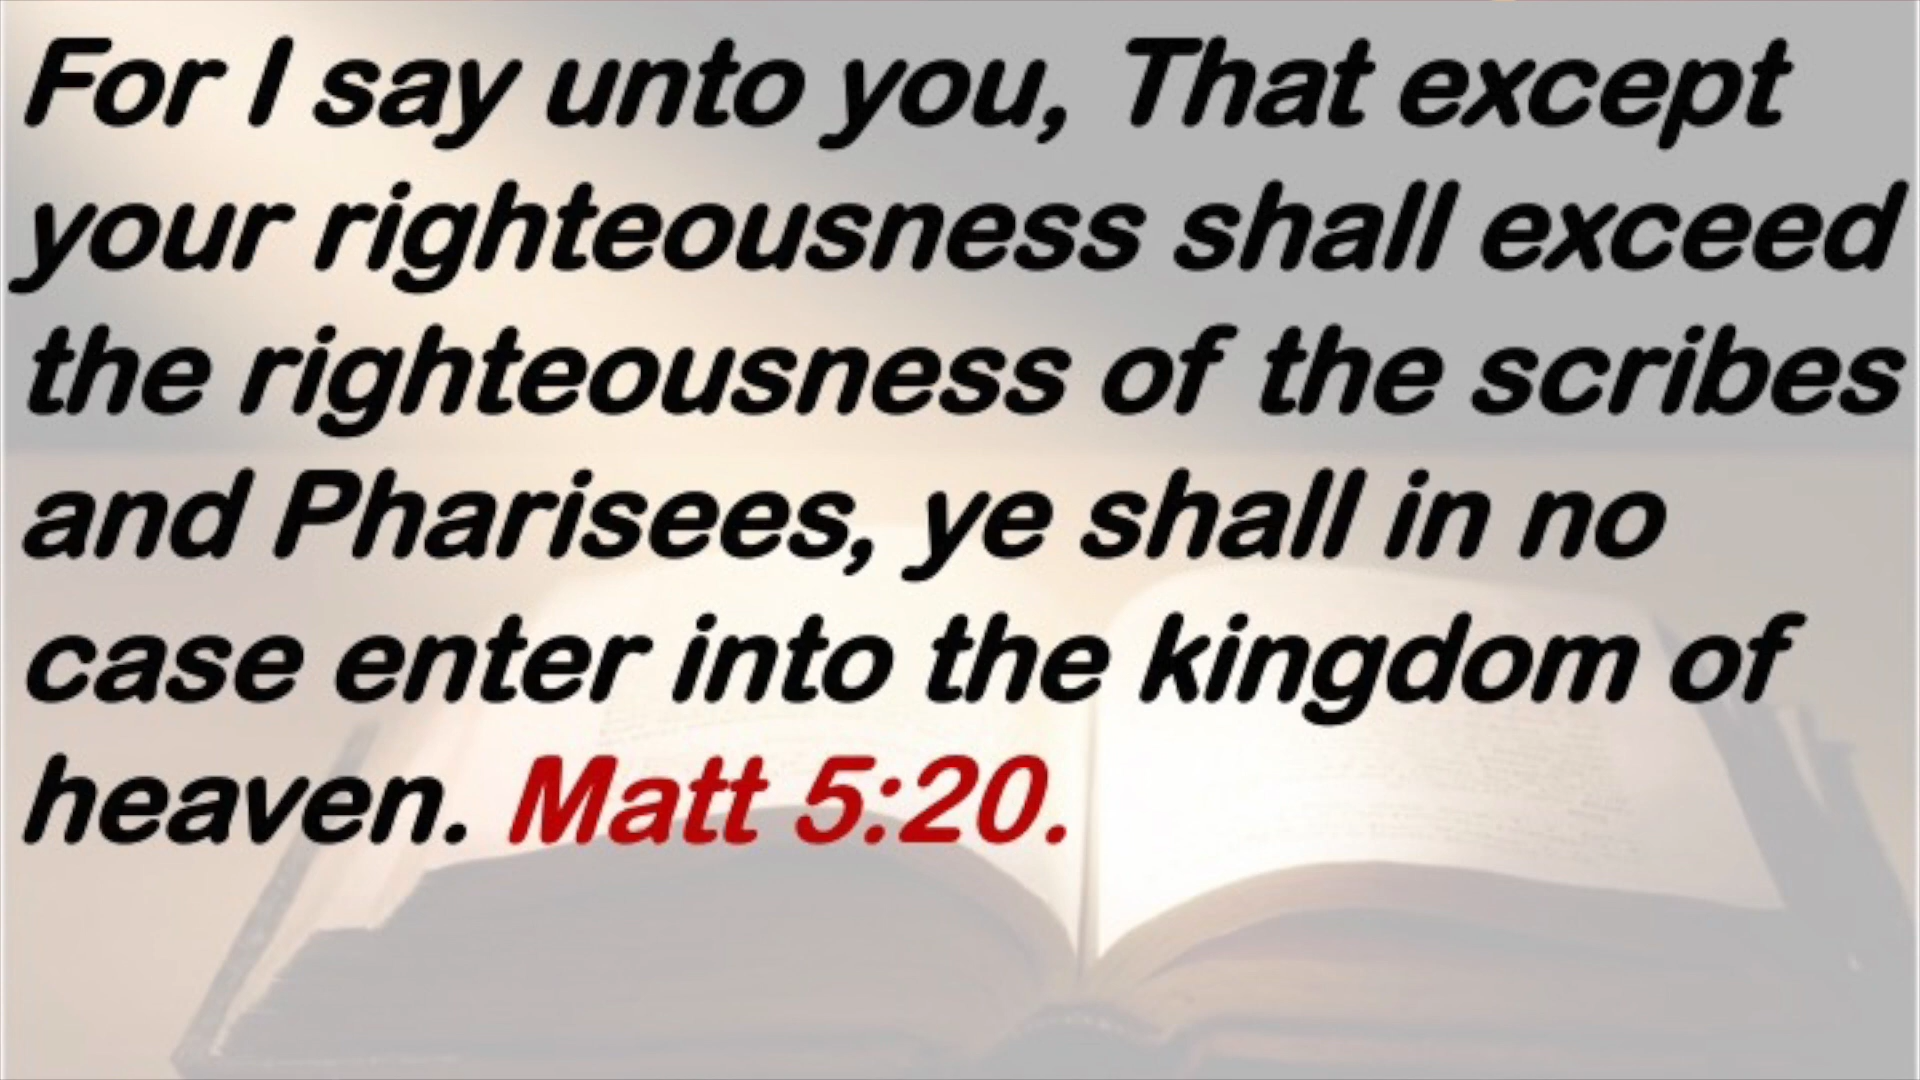 For I say unto you, That except
your righteousness shall exceed
the righteousness of the scribes
and Pharisees, ye shall in no
case enter into the kingdom of
heaven. Matt 5:20.